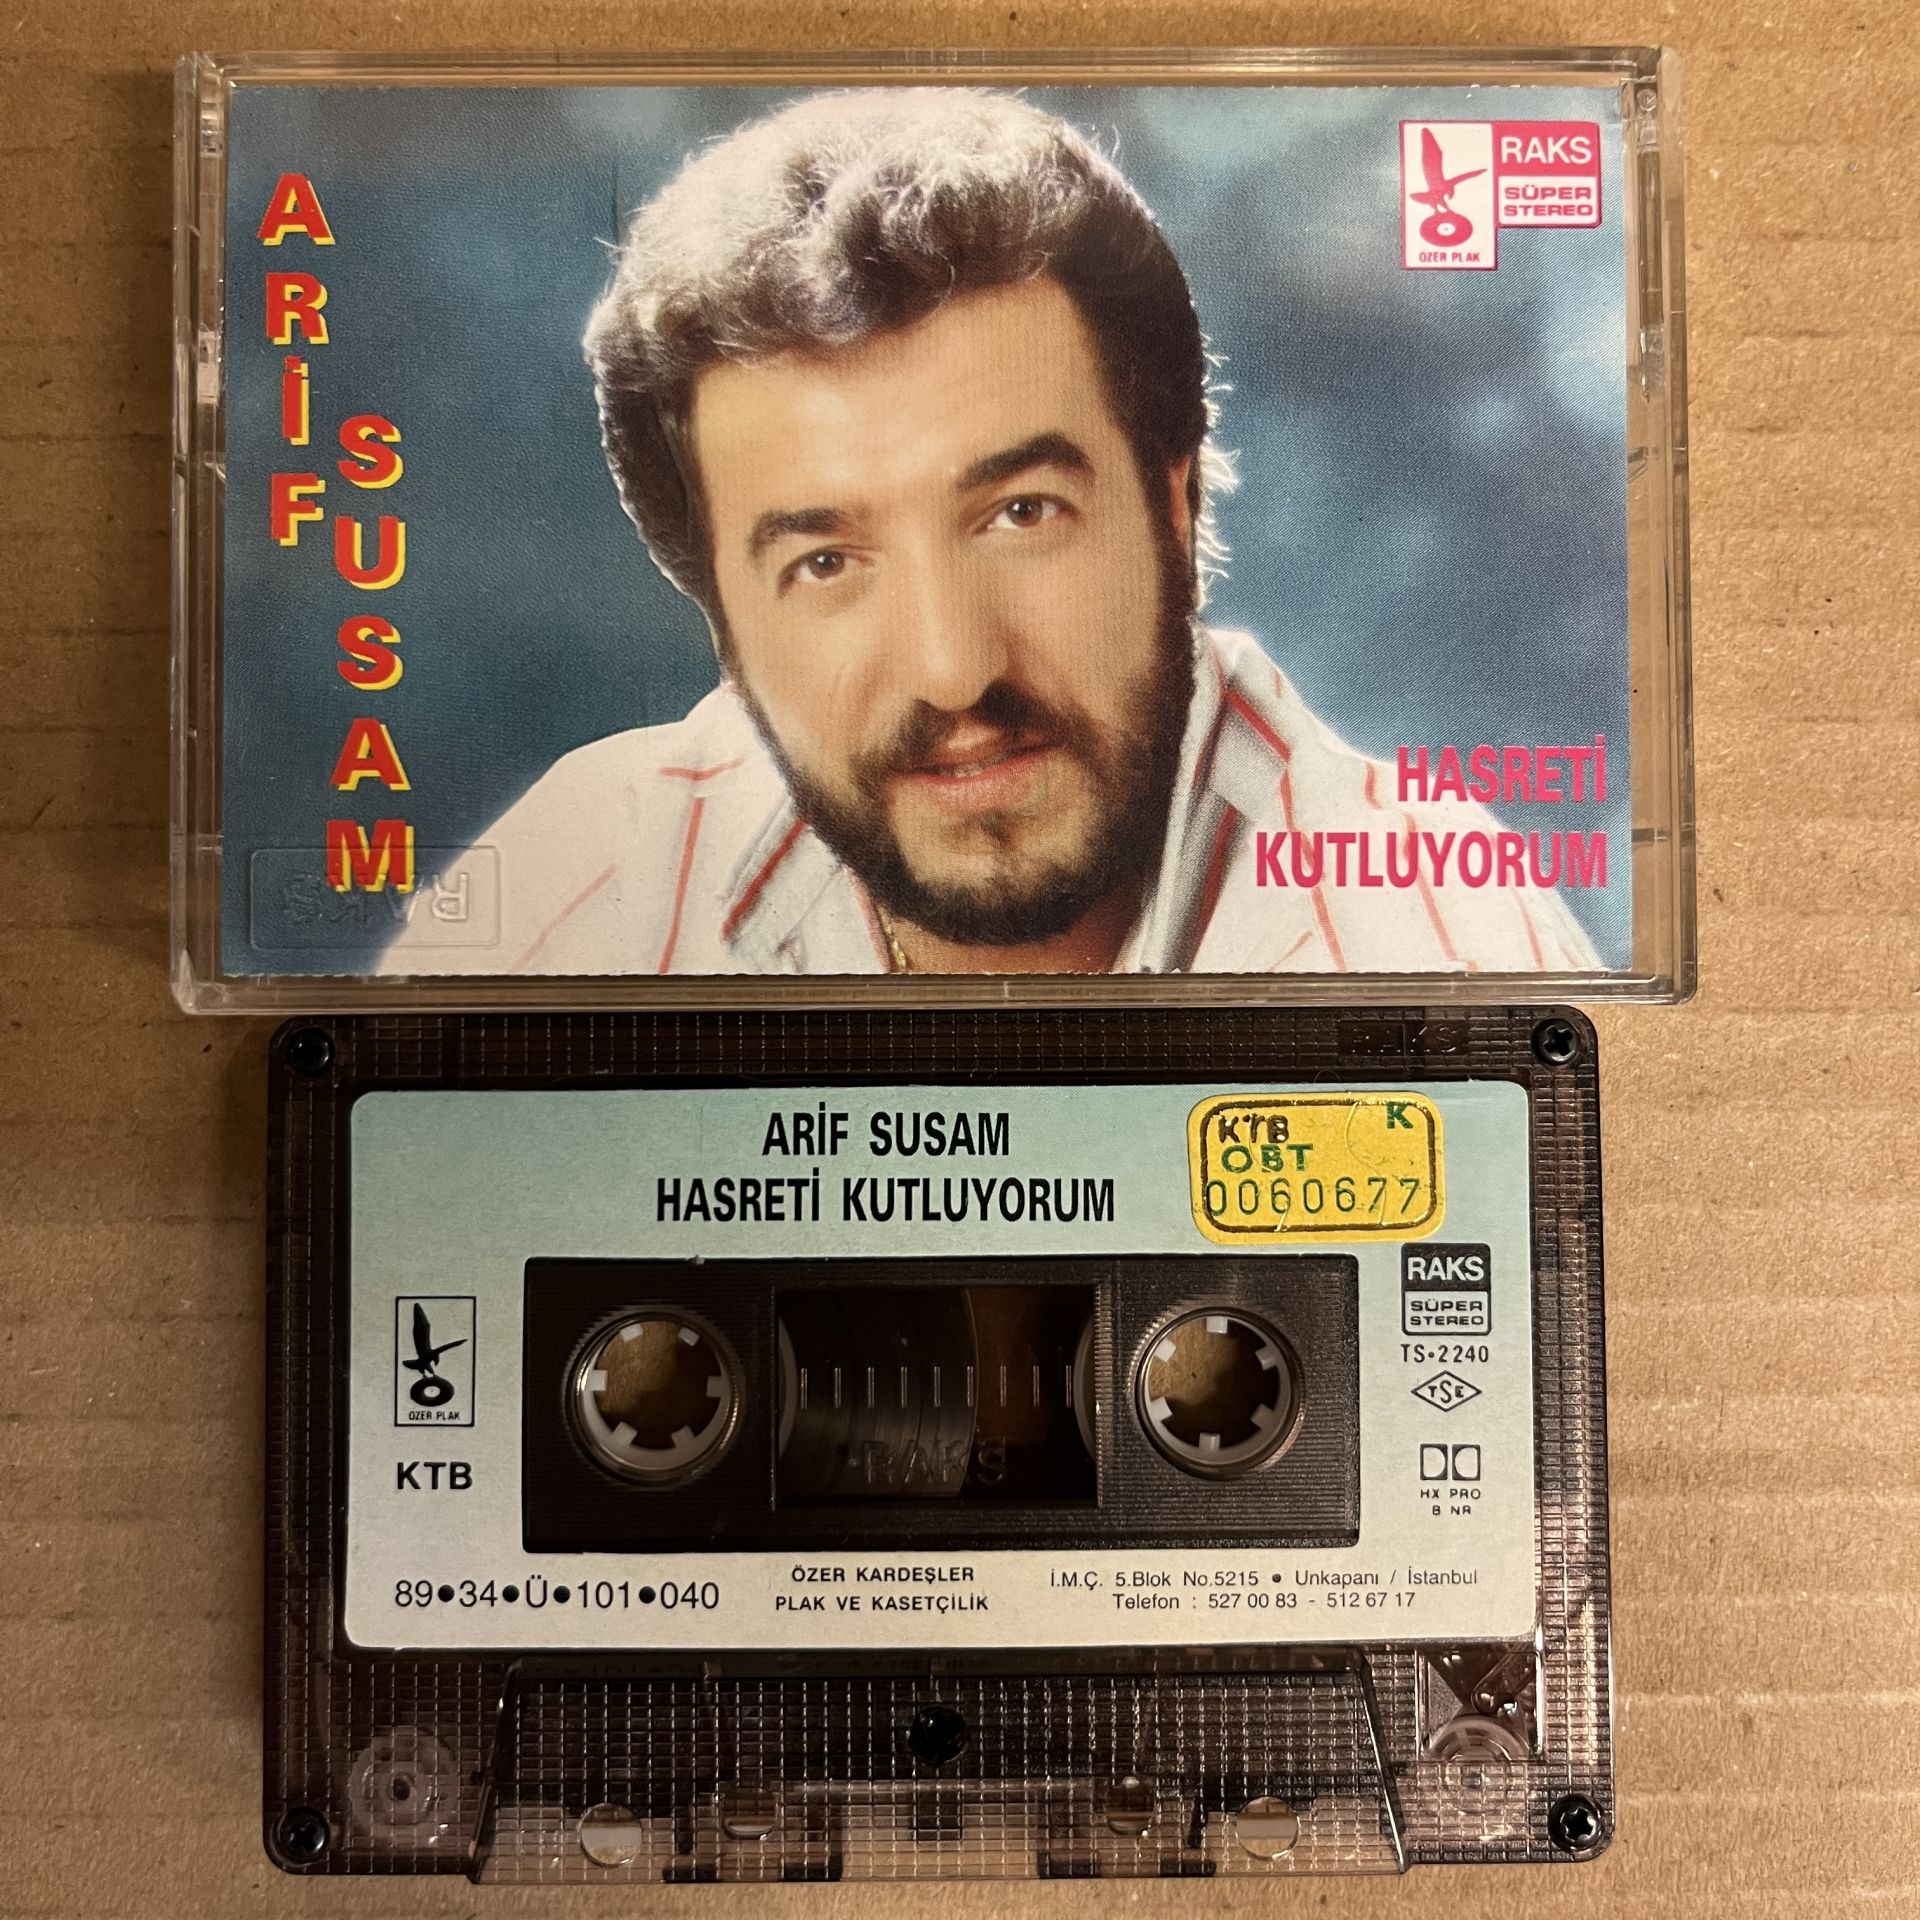 ARİF
SUSAM
RAKS
SÜPER
STEREO
ÖZER PLAK
HASRETİ
KUTLUYORUM
RAKS
RAKS
ARİF SUSAM
HASRETİ KUTLUYORUM
KTB
K
OBT
0060677
ÖZER PLAK
KTB
RAKS
SÜPER
STEREO
TS•2240
TSE
HX PRO
B NR
RAKS
89•34•Ü•101•040
ÖZER KARDEŞLER
PLAK VE KASETÇİLİK
İ.M.Ç. 5.Blok No.5215 • Unkapanı / İstanbul
Telefon : 527 00 83 - 512 67 17